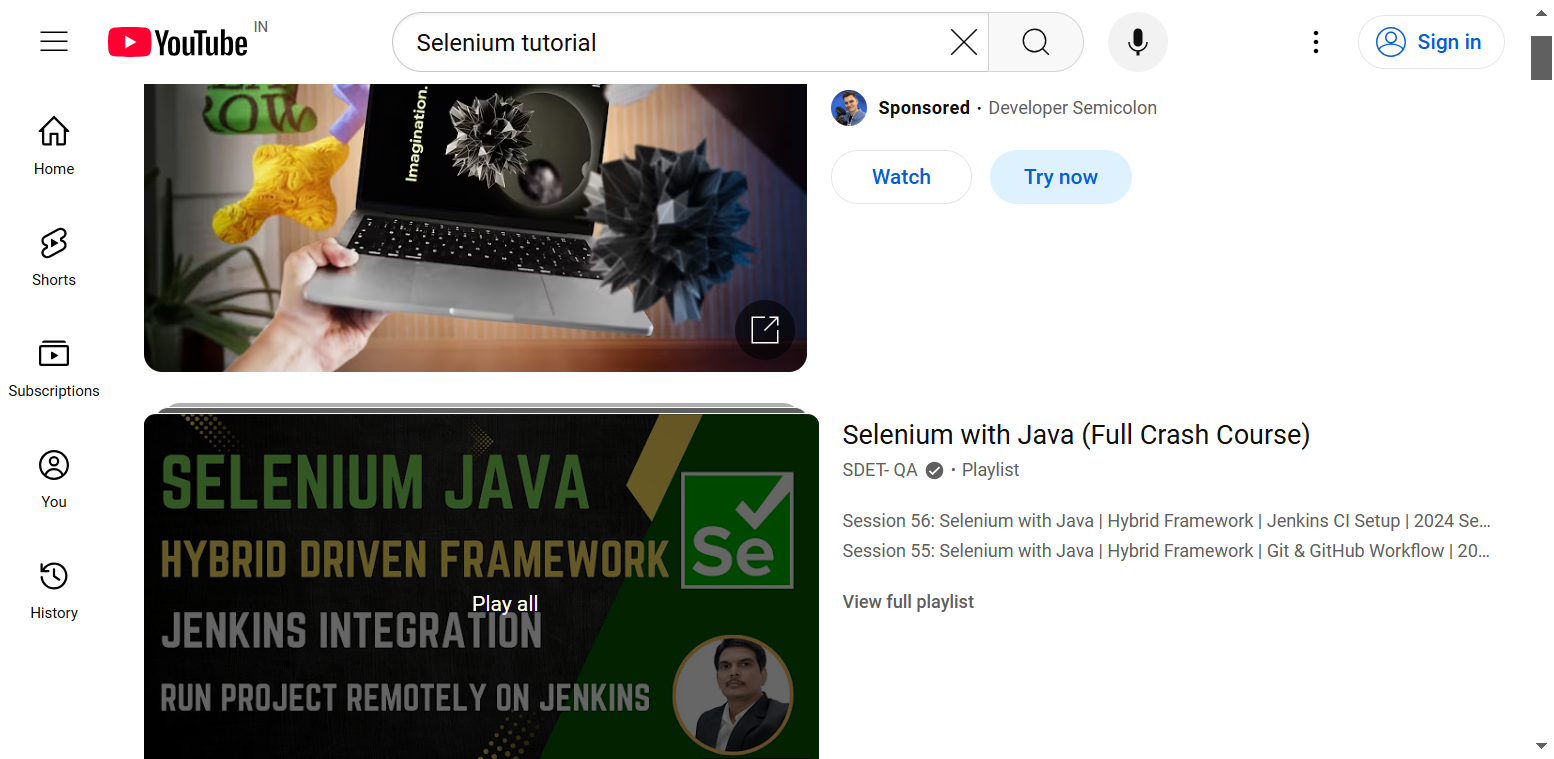 YouTube IN
Selenium tutorial
Sign in
Home
Shorts
Subscriptions
You
History
OW
Imagination.
Sponsored · Developer Semicolon
Watch
Try now
SELENIUM JAVA
HYBRID DRIVEN FRAMEWORK
Se
Play all
JENKINS INTEGRATION
RUN PROJECT REMOTELY ON JENKINS
Selenium with Java (Full Crash Course)
SDET- QA · Playlist
Session 56: Selenium with Java | Hybrid Framework | Jenkins CI Setup | 2024 Se...
Session 55: Selenium with Java | Hybrid Framework | Git & GitHub Workflow | 20...
View full playlist